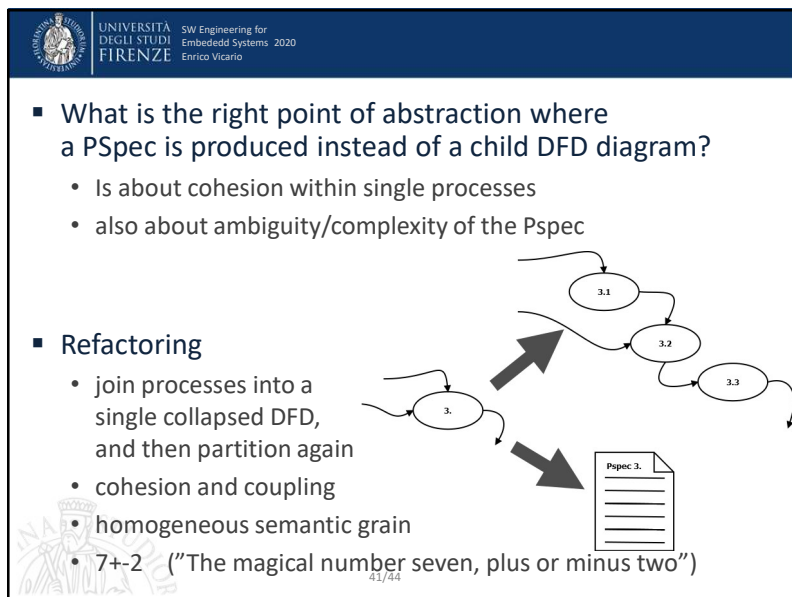 UNIVERSITÀ
DEGLI STUDI
FIRENZE
SW Engineering for
Embededd Systems 2020
Enrico Vicario
▪ What is the right point of abstraction where
a PSpec is produced instead of a child DFD diagram?
• Is about cohesion within single processes
• also about ambiguity/complexity of the Pspec
3.1
3.2
3.3
▪ Refactoring
• join processes into a
single collapsed DFD,
and then partition again
• cohesion and coupling
• homogeneous semantic grain
• 7+-2 (”The magical number seven, plus or minus two”)
3.
Pspec 3.
41/44